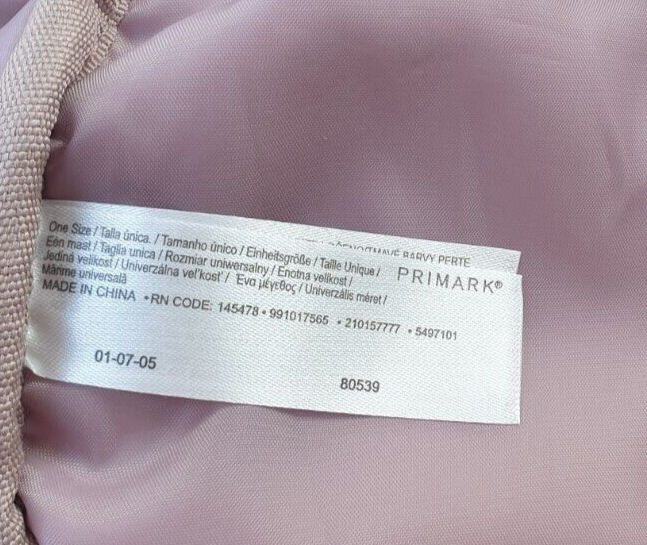 BARVY PERTE
One Size / Talla única. / Tamanho único / Einheitsgröße / Taille Unique /
Eén maat / Taglia unica / Rozmiar uniwersalny / Enotna velikost /
Jediná velikost / Univerzálna veľkosť / Ένα μέγεθος / Univerzális méret /
Mărime universală
PRIMARK®
MADE IN CHINA • RN CODE: 145478 • 991017565 • 210157777 • 5497101
01-07-05
80539